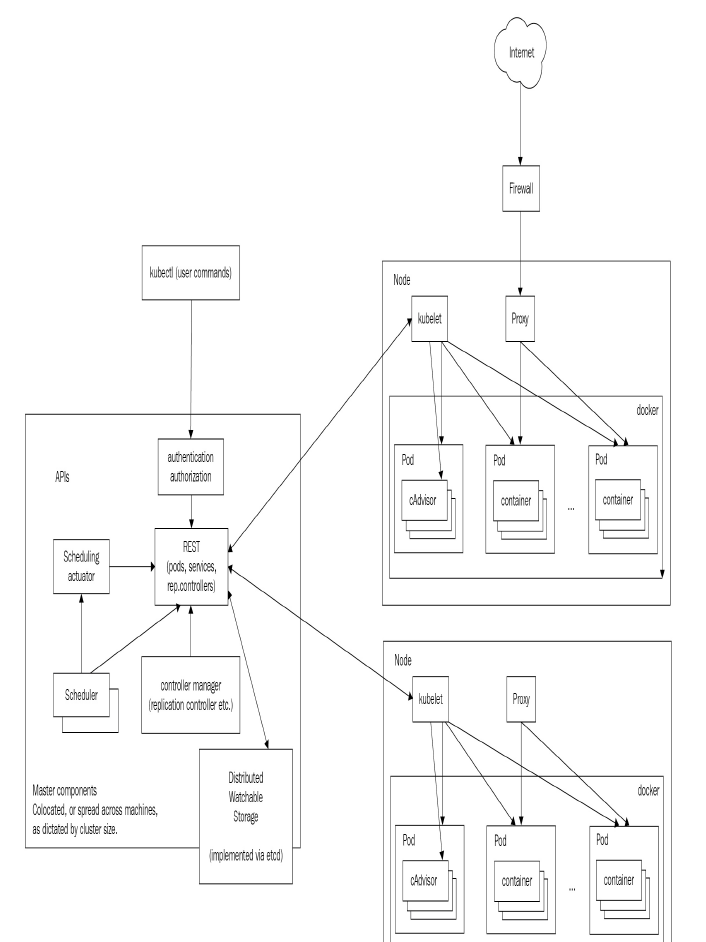 Internet
Firewall
kubectl (user commands)
Node
kubelet
Proxy
docker
Pod
cAdvisor
Pod
container
...
Pod
container
authentication
authorization
APIs
REST
(pods, services,
rep.controllers)
Scheduling
actuator
Scheduler
controller manager
(replication controller etc.)
Master components
Colocated, or spread across machines,
as dictated by cluster size.
Distributed
Watchable
Storage
(implemented via etcd)
Node
kubelet
Proxy
docker
Pod
cAdvisor
Pod
container
...
Pod
container